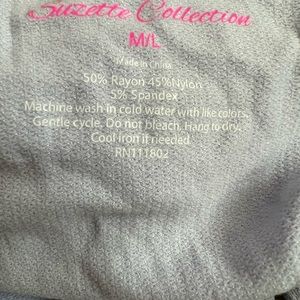 Suzette Collection
M/L
Made in China
50% Rayon 45% Nylon
5% Spandex
Machine wash in cold water with like colors.
Gentle cycle. Do not bleach. Hang to dry.
Cool iron if needed
RN111802